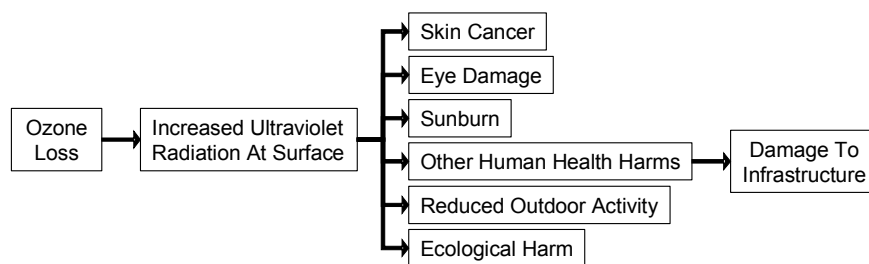 Ozone
Loss
Increased Ultraviolet
Radiation At Surface
Skin Cancer
Eye Damage
Sunburn
Other Human Health Harms
Reduced Outdoor Activity
Ecological Harm
Damage To
Infrastructure